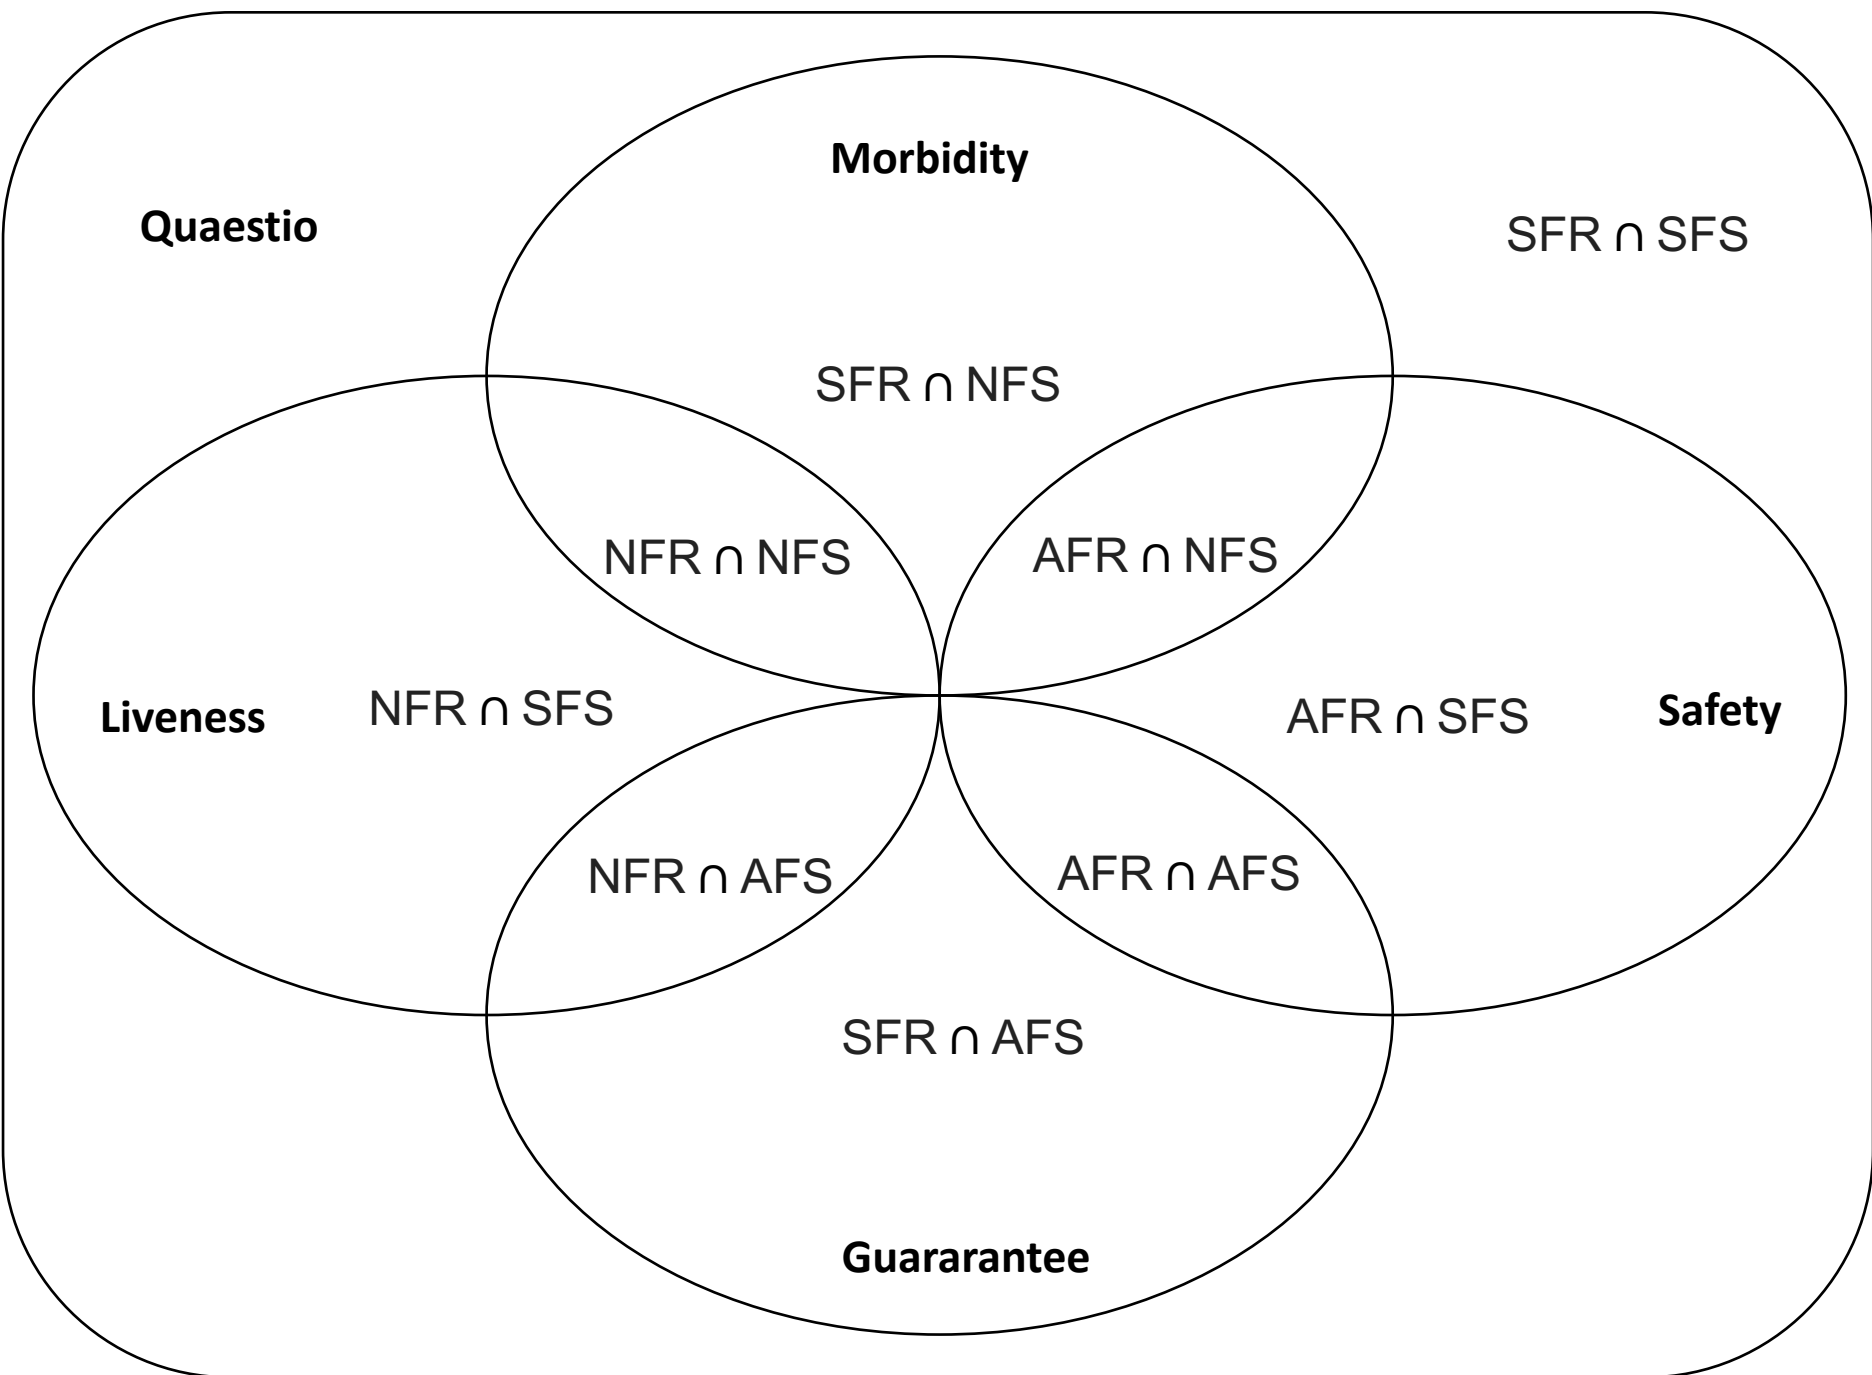 Morbidity
Quaestio
SFR ∩ SFS
SFR ∩ NFS
NFR ∩ NFS
AFR ∩ NFS
Liveness
NFR ∩ SFS
AFR ∩ SFS
Safety
NFR ∩ AFS
AFR ∩ AFS
SFR ∩ AFS
Guararantee